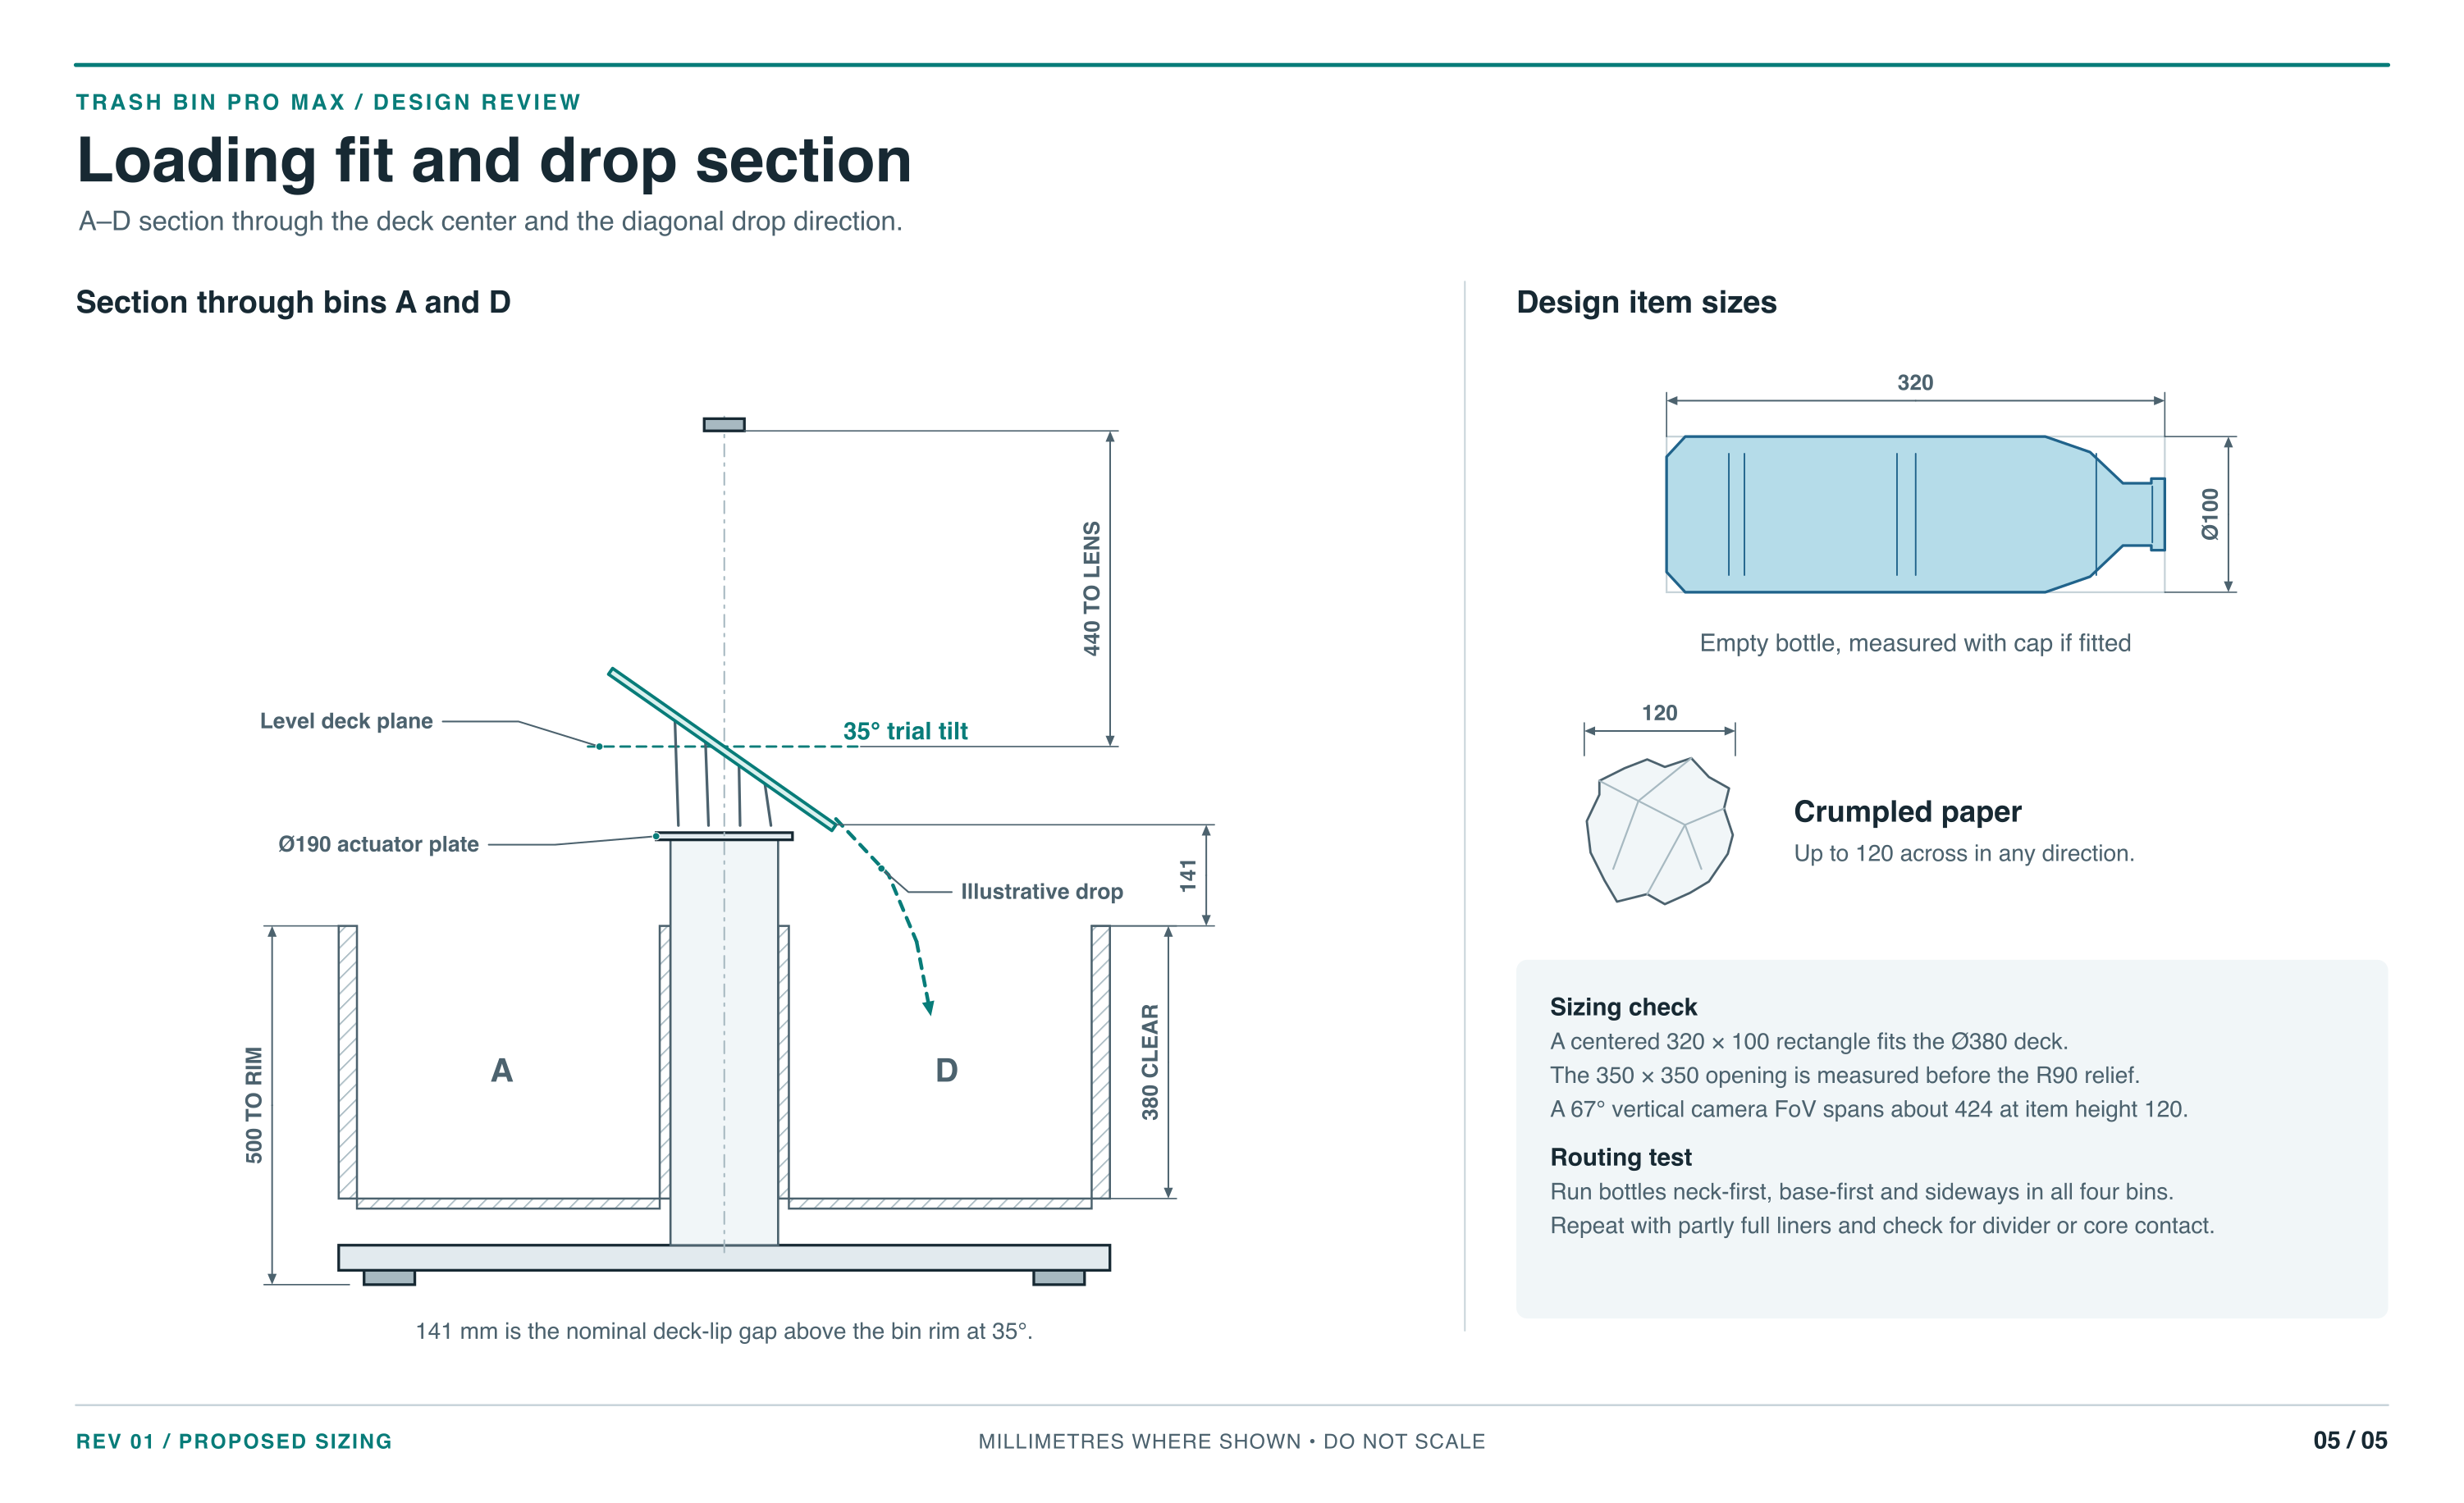 TRASH BIN PRO MAX / DESIGN REVIEW
Loading fit and drop section
A–D section through the deck center and the diagonal drop direction.
Section through bins A and D
440 TO LENS
Level deck plane
35° trial tilt
Ø190 actuator plate
141
Illustrative drop
500 TO RIM
A
D
380 CLEAR
141 mm is the nominal deck-lip gap above the bin rim at 35°.
Design item sizes
320
Ø100
Empty bottle, measured with cap if fitted
120
Crumpled paper
Up to 120 across in any direction.
Sizing check
A centered 320 × 100 rectangle fits the Ø380 deck.
The 350 × 350 opening is measured before the R90 relief.
A 67° vertical camera FoV spans about 424 at item height 120.
Routing test
Run bottles neck-first, base-first and sideways in all four bins.
Repeat with partly full liners and check for divider or core contact.
REV 01 / PROPOSED SIZING
MILLIMETRES WHERE SHOWN • DO NOT SCALE
05 / 05